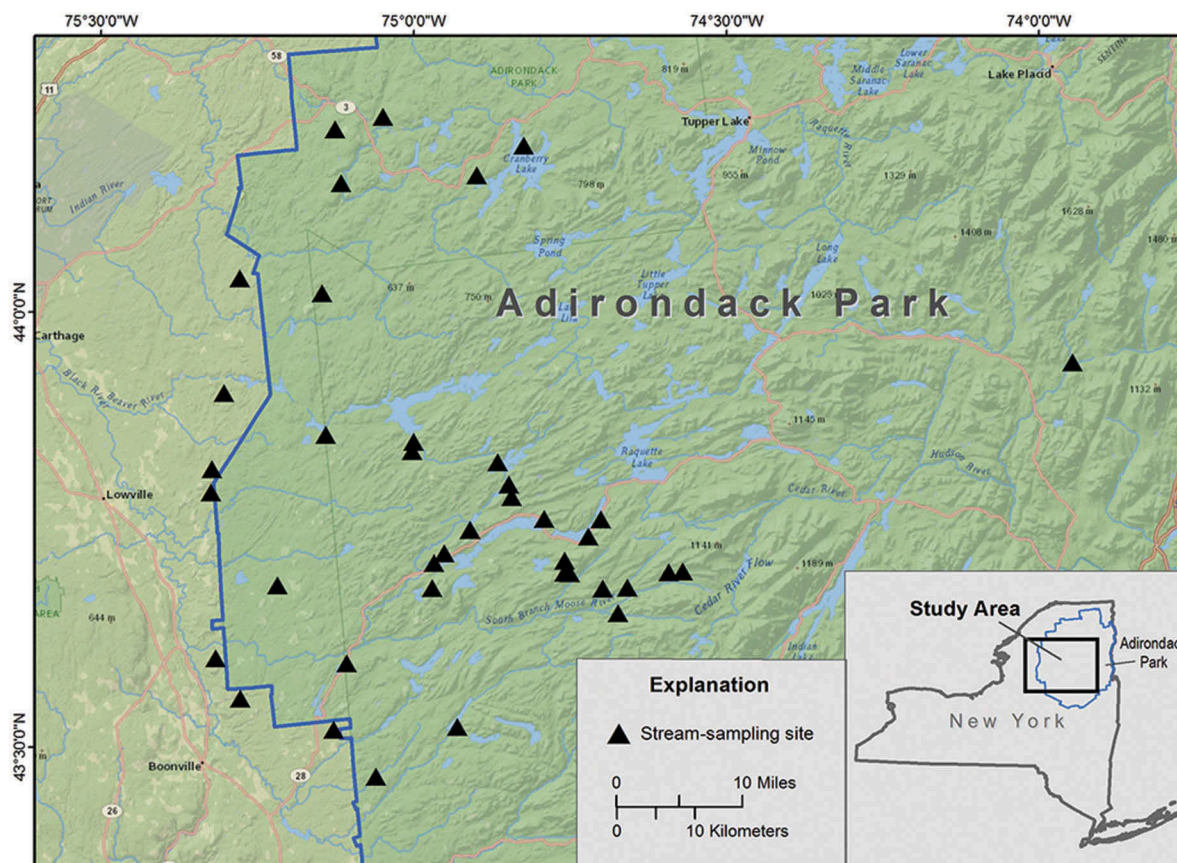 75°30'0"W 75°0'0"W 74°30'0"W 74°0'0"W
58
11
ADIRONDACK
PARK
819 m
Lower
Saranac
Lake
Middle
Saranac
Lake
Lake Placid
3
Tupper Lake
Raquette River
Cranberry
Lake
Minnow
Pond
Indian River
798 m
955 m
1329 m
1628 m
1408 m
1480 m
Spring
Pond
Long
Lake
Little
Tupper
637 m
750 m
1025 m
44°0'0"N
Adirondack Park
Carthage
Black River
Beaver River
1132 m
1145 m
Raquette
Lake
Hudson River
Lowville
Cedar River
1141 m
1189 m
Cedar River Flow
AREA
644 m
South Branch Moose River
Indian
Lake
Study Area
Adirondack
Park
New York
Explanation
Stream-sampling site
0 10 Miles
0 10 Kilometers
43°30'0"N
Boonville
28
26